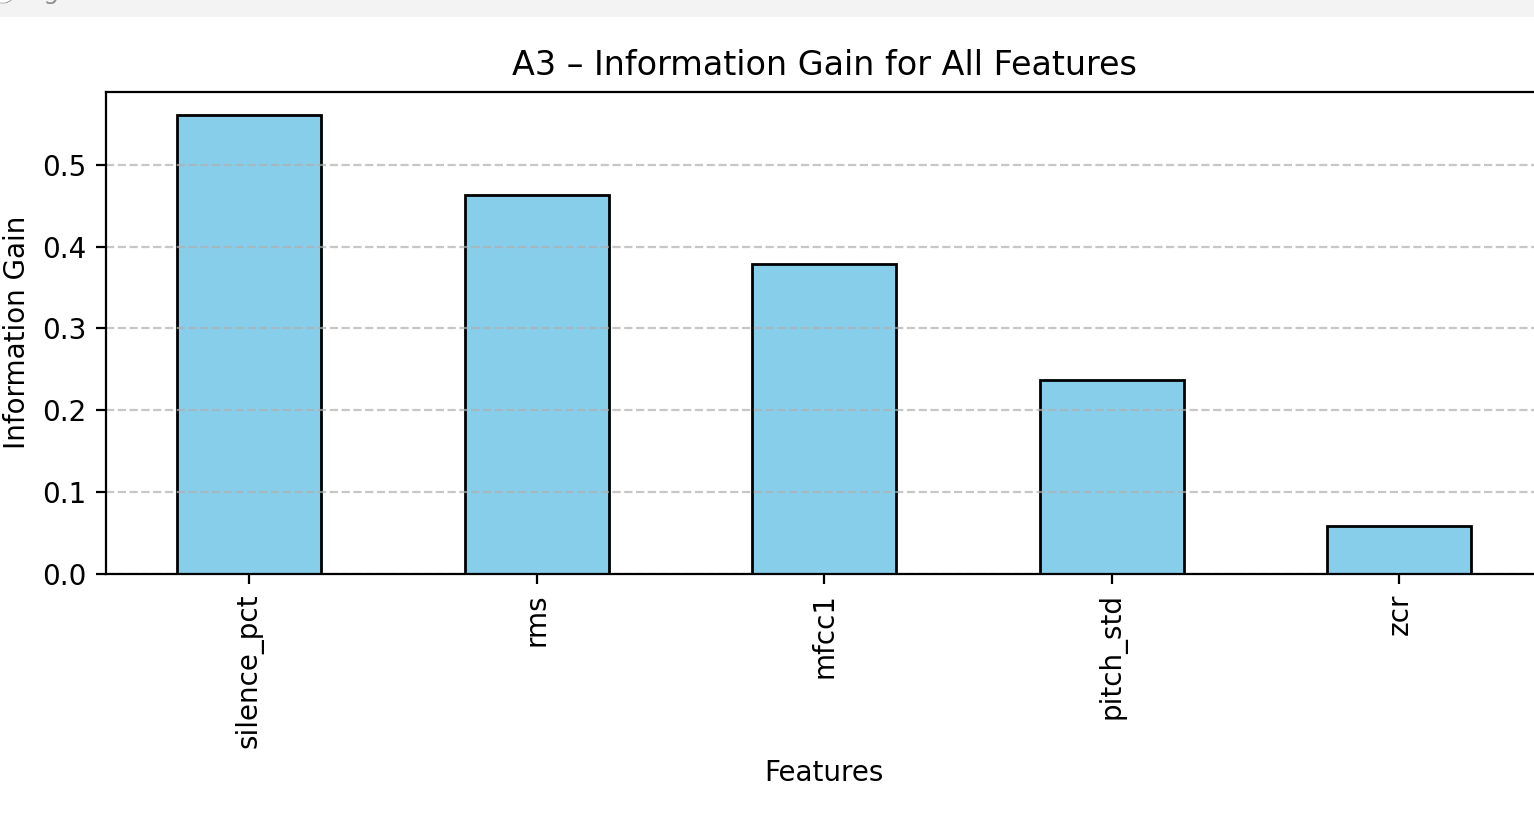 A3 – Information Gain for All Features
Information Gain
0.5
0.4
0.3
0.2
0.1
0.0
silence_pct
rms
mfcc1
pitch_std
zcr
Features